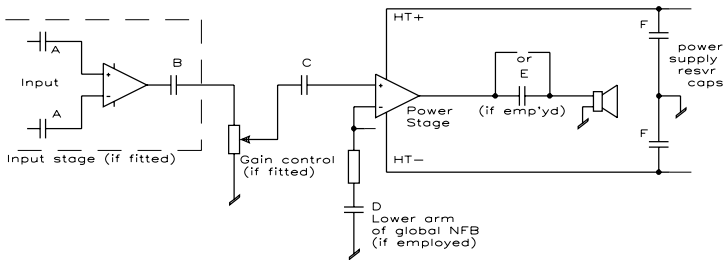 HT+
F
power
supply
resvr
caps
or
E
(if emp'yd)
A
Input
A
+
-
B
C
+
-
Power
Stage
Input stage (if fitted)
Gain control
(if fitted)
HT-
F
D
Lower arm
of global NFB
(if employed)